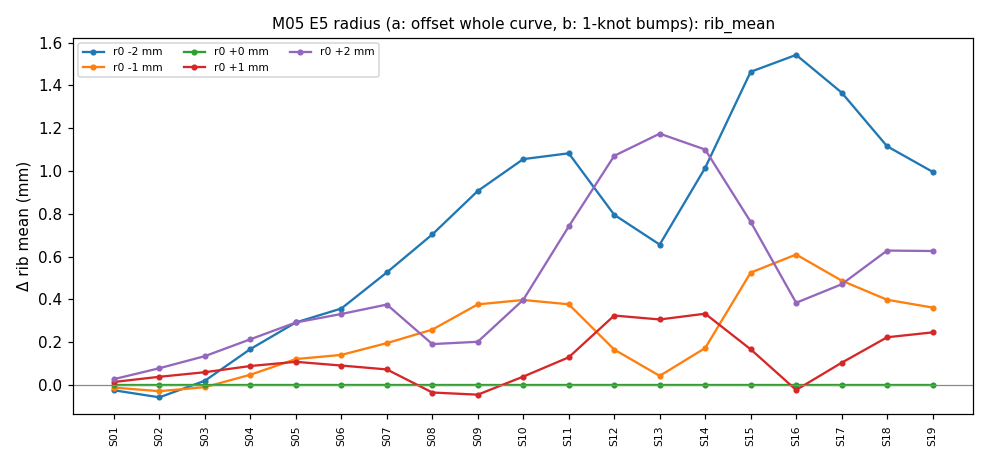 M05 E5 radius (a: offset whole curve, b: 1-knot bumps): rib_mean
r0 -2 mm
r0 -1 mm
r0 +0 mm
r0 +1 mm
r0 +2 mm
Δ rib mean (mm)
1.6
1.4
1.2
1.0
0.8
0.6
0.4
0.2
0.0
S01 S02 S03 S04 S05 S06 S07 S08 S09 S10 S11 S12 S13 S14 S15 S16 S17 S18 S19